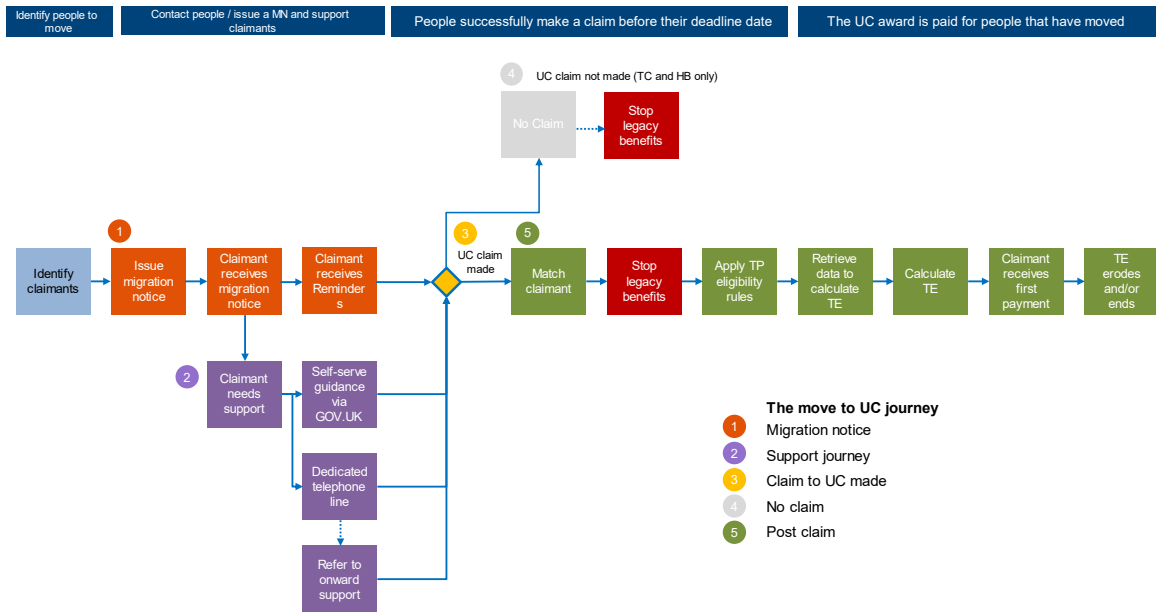 Identify people to
move
Contact people / issue a MN and support
claimants
People successfully make a claim before their deadline date
The UC award is paid for people that have moved
4
UC claim not made (TC and HB only)
No Claim
Stop
legacy
benefits
1
3
UC claim
made
5
Identify
claimants
Issue
migration
notice
Claimant
receives
migration
notice
Claimant
receives
Reminder
s
Match
claimant
Stop
legacy
benefits
Apply TP
eligibility
rules
Retrieve
data to
calculate
TE
Calculate
TE
Claimant
receives
first
payment
TE
erodes
and/or
ends
2
Claimant
needs
support
Self-serve
guidance
via
GOV.UK
Dedicated
telephone
line
Refer to
onward
support
The move to UC journey
1 Migration notice
2 Support journey
3 Claim to UC made
4 No claim
5 Post claim